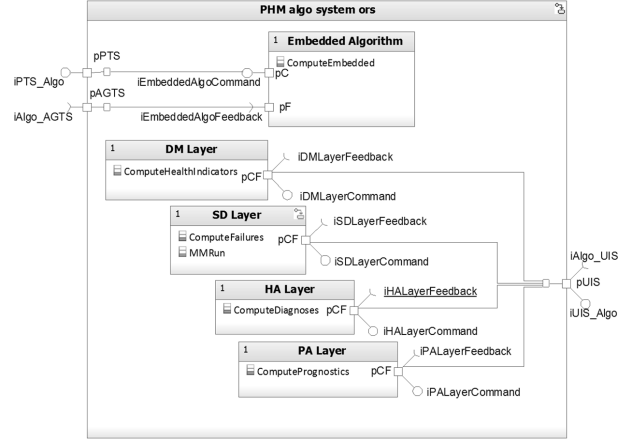 PHM algo system ors
1 Embedded Algorithm
ComputeEmbedded
pPTS
iPTS_Algo
iEmbeddedAlgoCommand
pC
pAGTS
iAlgo_AGTS
iEmbeddedAlgoFeedback
pF
1 DM Layer
ComputeHealthIndicators
pCF
iDMLayerFeedback
iDMLayerCommand
1 SD Layer
ComputeFailures
MMRun
pCF
iSDLayerFeedback
iSDLayerCommand
iAlgo_UIS
pUIS
iUIS_Algo
1 HA Layer
ComputeDiagnoses
pCF
iHALayerFeedback
iHALayerCommand
1 PA Layer
ComputePrognostics
pCF
iPALayerFeedback
iPALayerCommand